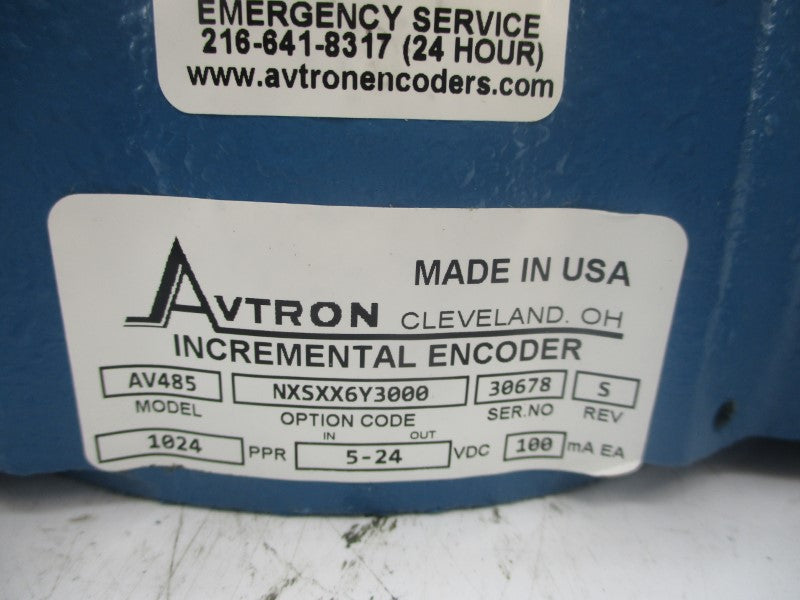 EMERGENCY SERVICE
216-641-8317 (24 HOUR)
www.avtronencoders.com
MADE IN USA
AVTRON CLEVELAND. OH
INCREMENTAL ENCODER
AV485 NXSXX6Y3000 30678 S
MODEL OPTION CODE SER.NO REV
IN OUT
1024 PPR 5-24 VDC 100 mA EA